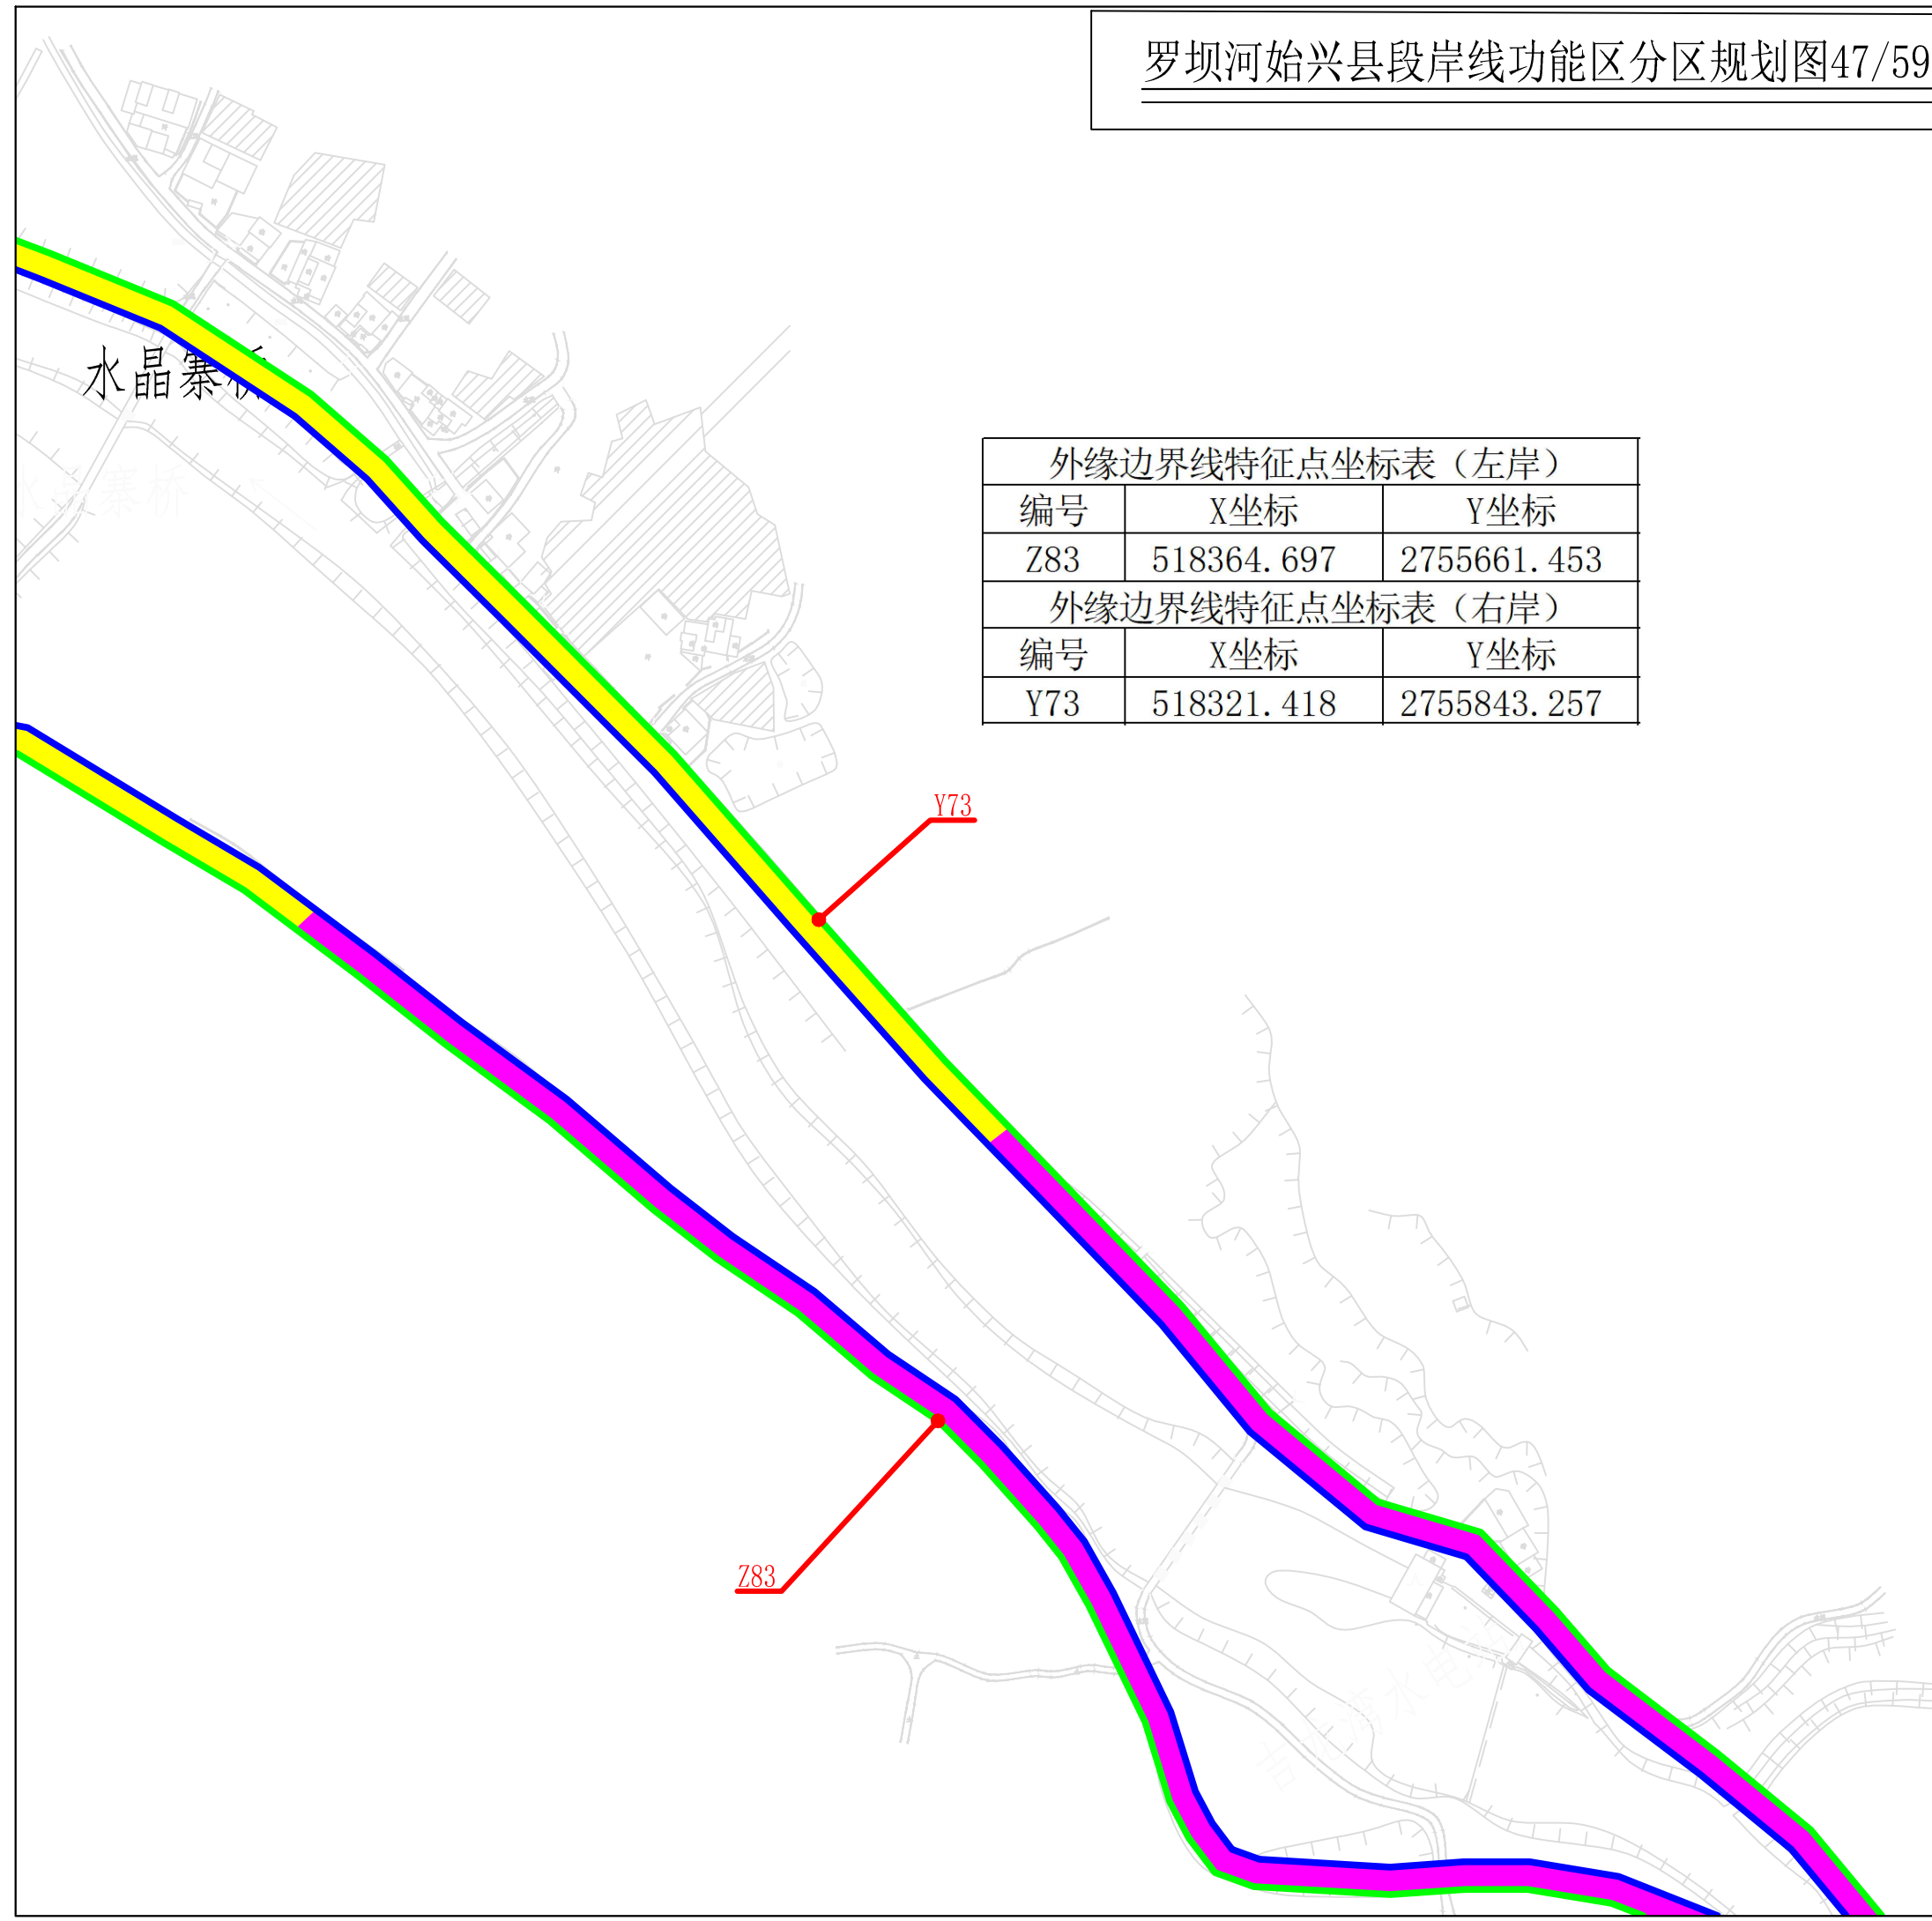 罗坝河始兴县段岸线功能区分区规划图47/59
水晶寨桥
水晶寨桥
外缘边界线特征点坐标表（左岸）
编号 X坐标 Y坐标
Z83 518364.697 2755661.453
外缘边界线特征点坐标表（右岸）
编号 X坐标 Y坐标
Y73 518321.418 2755843.257
Y73
Z83